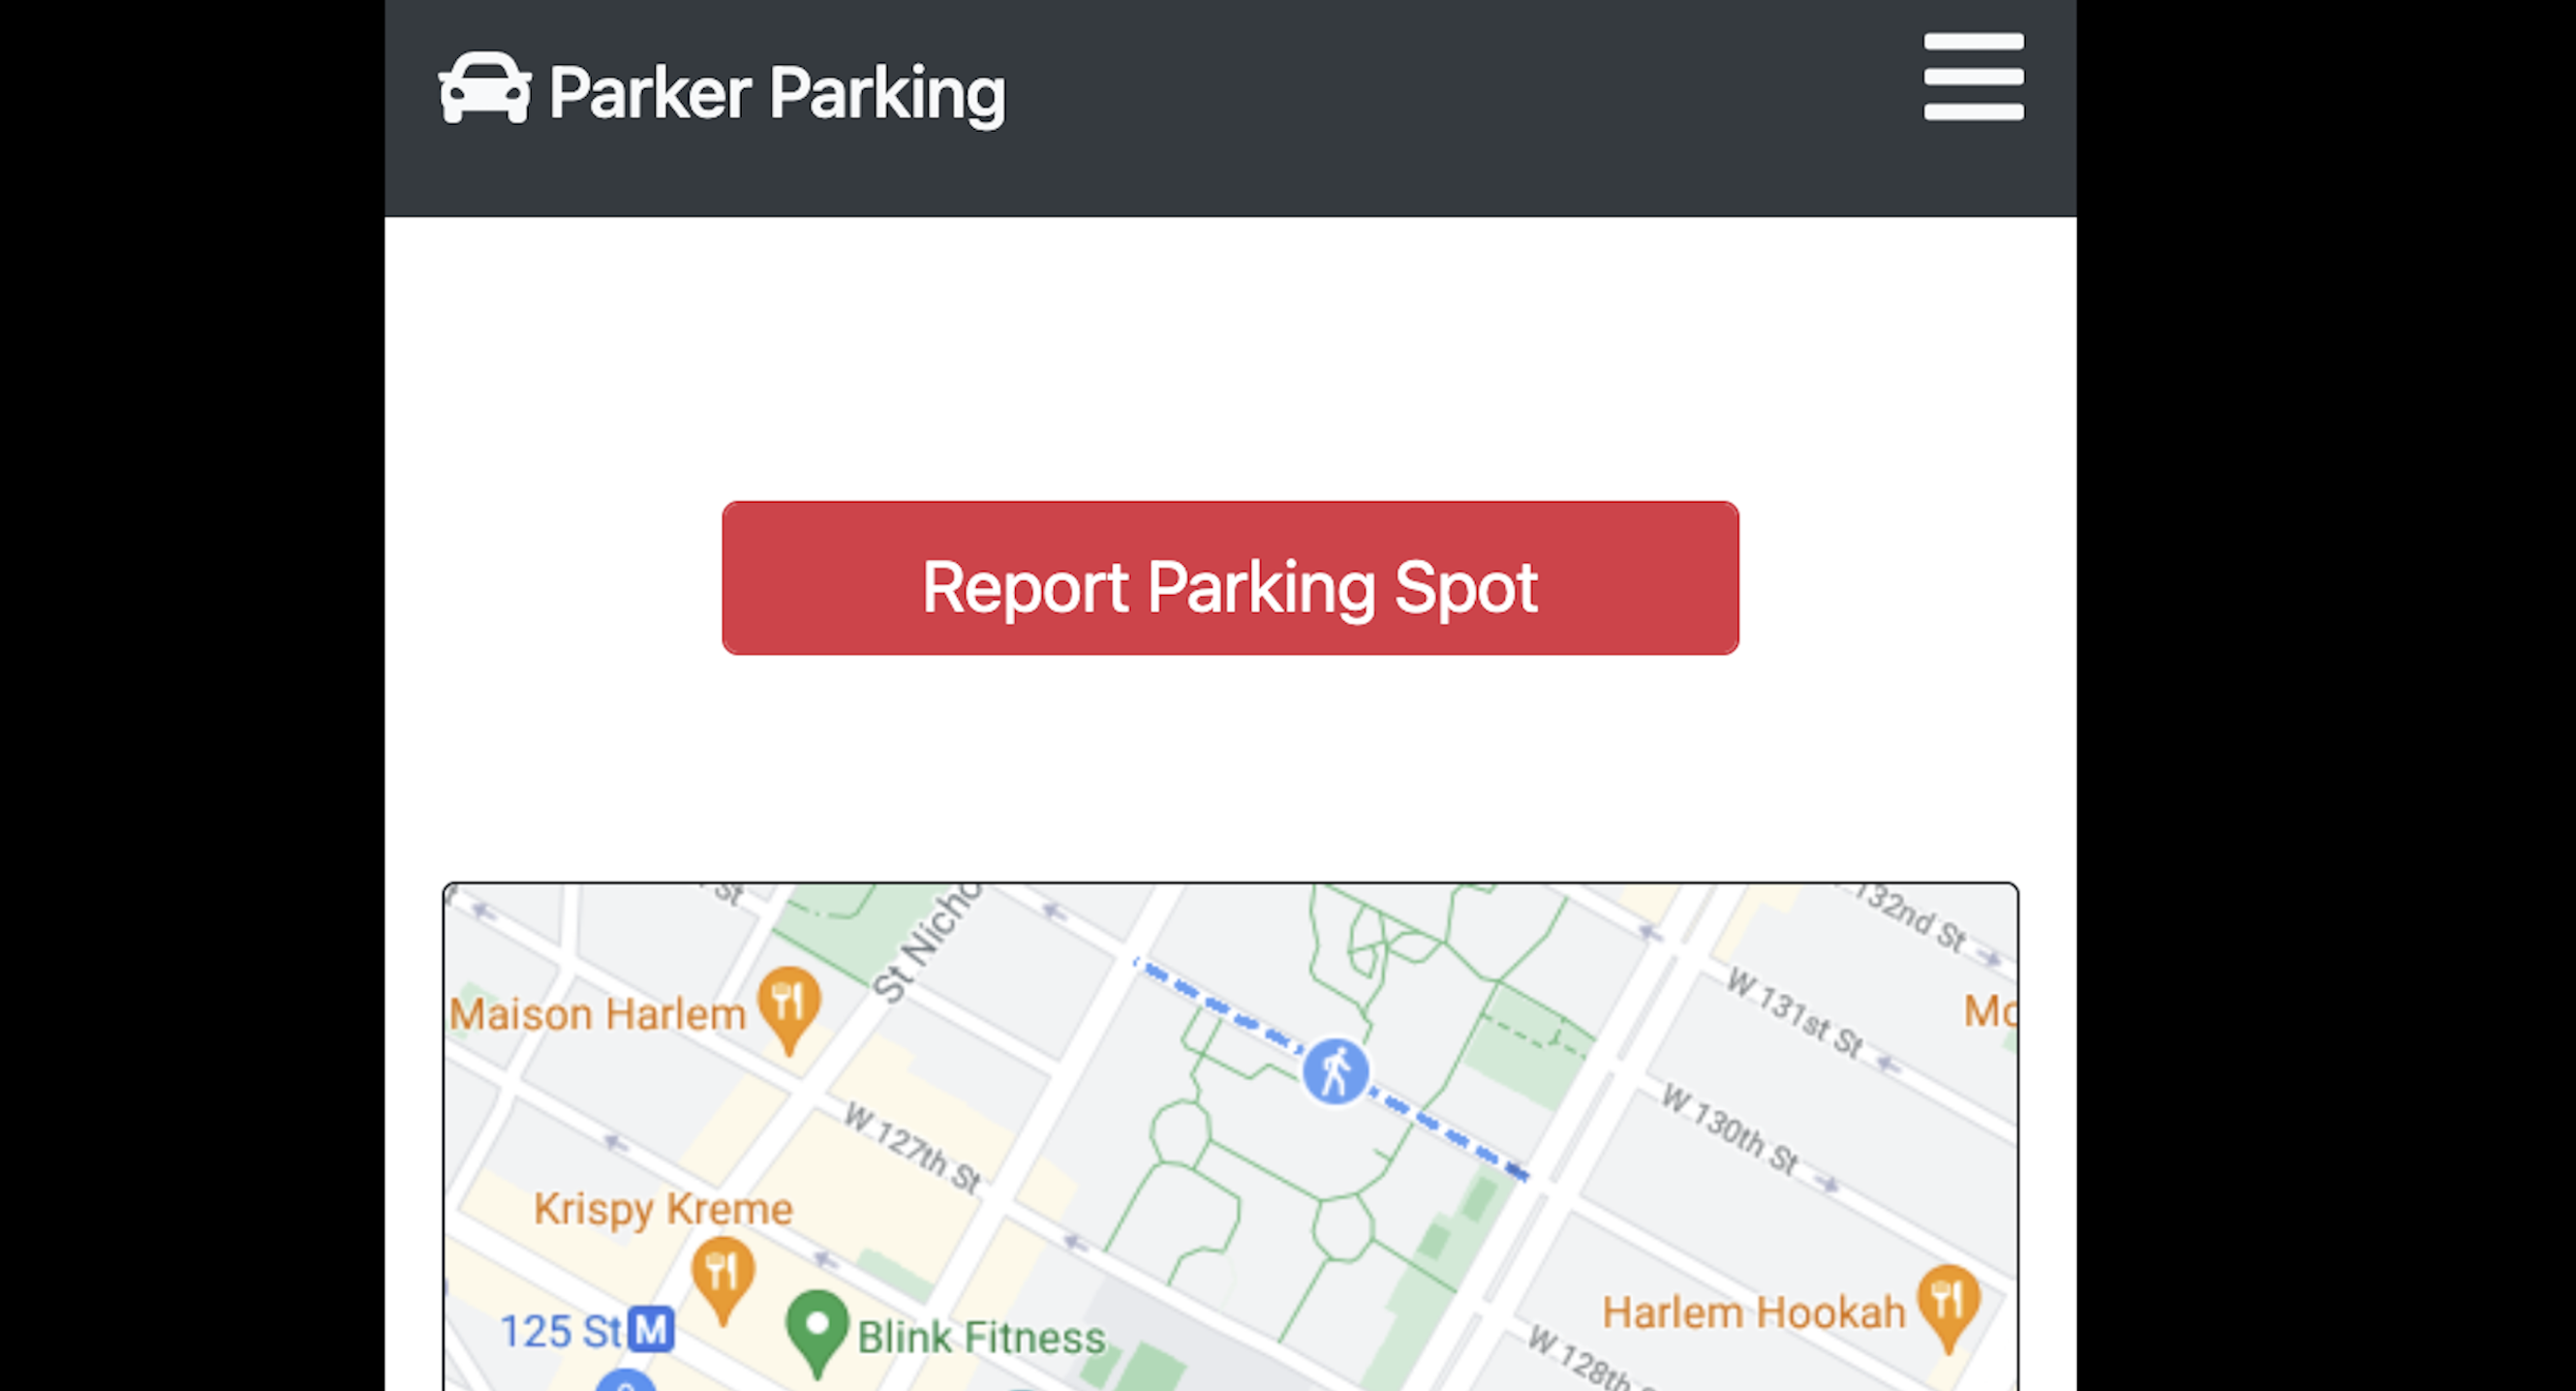 Parker Parking
Report Parking Spot
St
St Nicho
132nd St
Maison Harlem
W 131st St
Mc
W 130th St
W 127th St
Krispy Kreme
125 St M
Blink Fitness
Harlem Hookah
W 128th